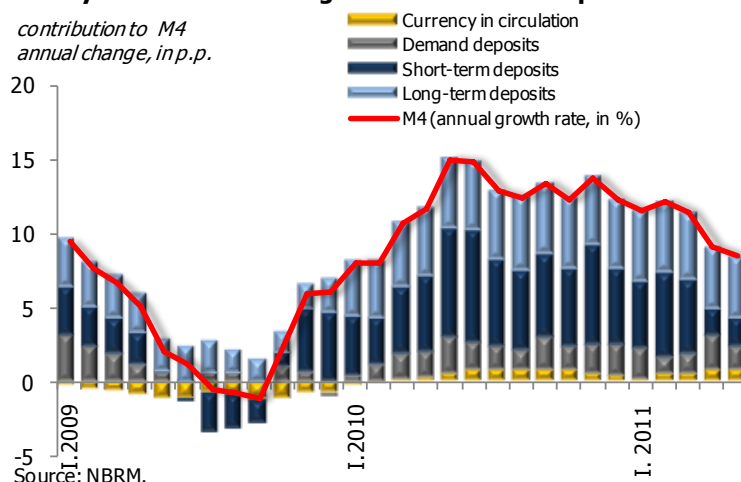 contribution to M4
annual change, in p.p.
Currency in circulation
Demand deposits
Short-term deposits
Long-term deposits
M4 (annual growth rate, in %)
20
15
10
5
0
-5
I.2009
I.2010
I. 2011
Source: NBRM.